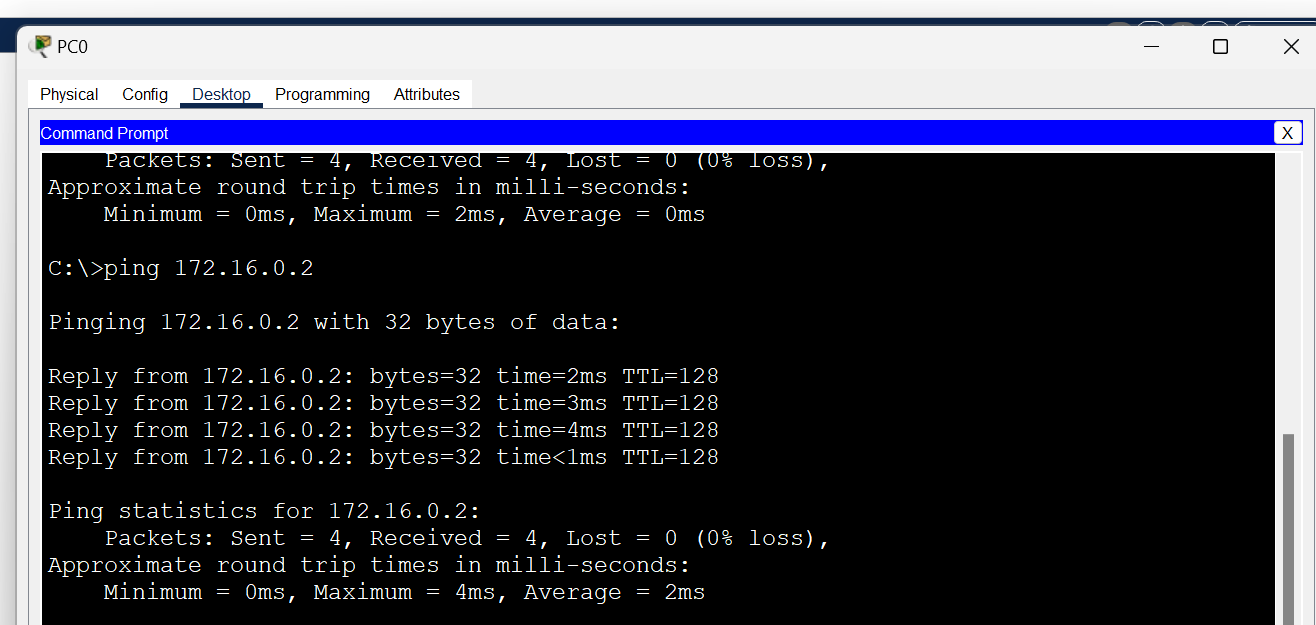 PC0
Physical Config Desktop Programming Attributes
Command Prompt X
Packets: Sent = 4, Received = 4, Lost = 0 (0% loss),
Approximate round trip times in milli-seconds:
Minimum = 0ms, Maximum = 2ms, Average = 0ms
C:\>ping 172.16.0.2
Pinging 172.16.0.2 with 32 bytes of data:
Reply from 172.16.0.2: bytes=32 time=2ms TTL=128
Reply from 172.16.0.2: bytes=32 time=3ms TTL=128
Reply from 172.16.0.2: bytes=32 time=4ms TTL=128
Reply from 172.16.0.2: bytes=32 time<1ms TTL=128
Ping statistics for 172.16.0.2:
Packets: Sent = 4, Received = 4, Lost = 0 (0% loss),
Approximate round trip times in milli-seconds:
Minimum = 0ms, Maximum = 4ms, Average = 2ms